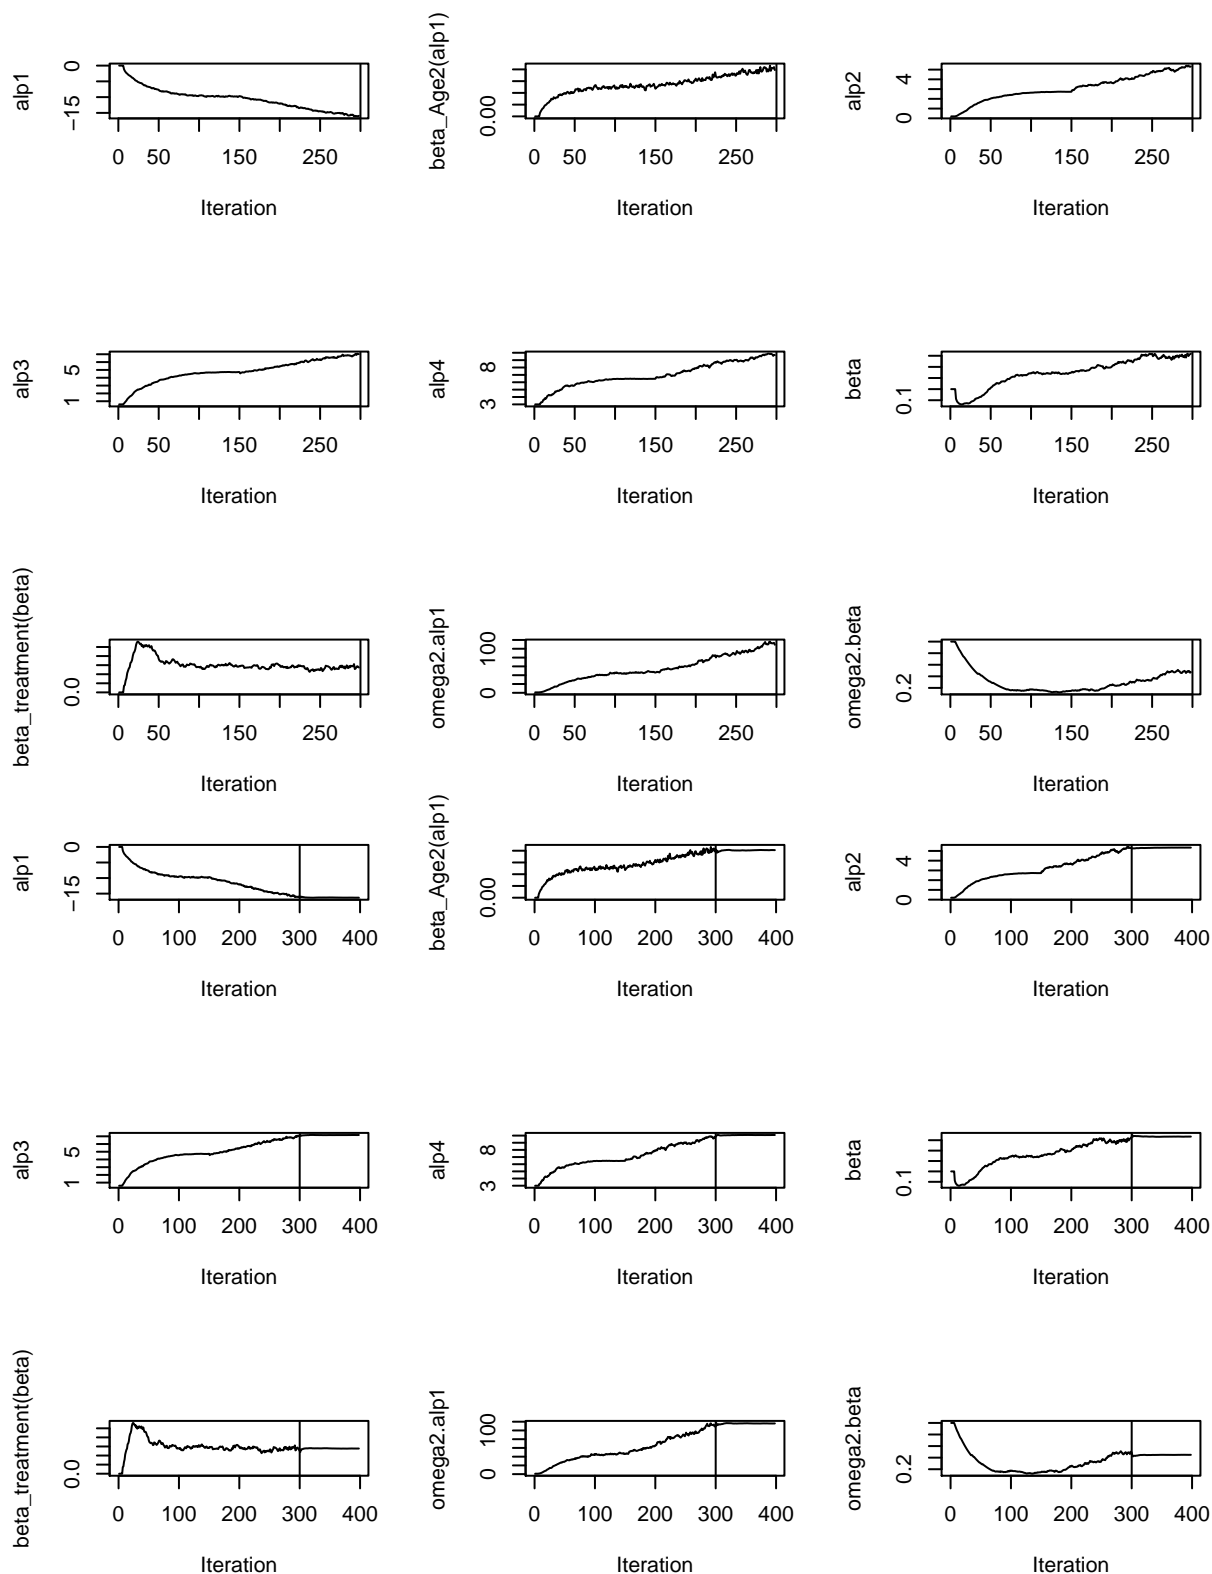 alp1
0
−15
0 50 150 250
Iteration
beta_Age2(alp1)
0.00
0 50 150 250
Iteration
alp2
4
0
0 50 150 250
Iteration
alp3
5
1
0 50 150 250
Iteration
alp4
8
3
0 50 150 250
Iteration
beta
0.1
0 50 150 250
Iteration
beta_treatment(beta)
0.0
0 50 150 250
Iteration
omega2.alp1
100
0
0 50 150 250
Iteration
omega2.beta
0.2
0 50 150 250
Iteration
alp1
0
−15
0 100 200 300 400
Iteration
beta_Age2(alp1)
0.00
0 100 200 300 400
Iteration
alp2
4
0
0 100 200 300 400
Iteration
alp3
5
1
0 100 200 300 400
Iteration
alp4
8
3
0 100 200 300 400
Iteration
beta
0.1
0 100 200 300 400
Iteration
beta_treatment(beta)
0.0
0 100 200 300 400
Iteration
omega2.alp1
100
0
0 100 200 300 400
Iteration
omega2.beta
0.2
0 100 200 300 400
Iteration